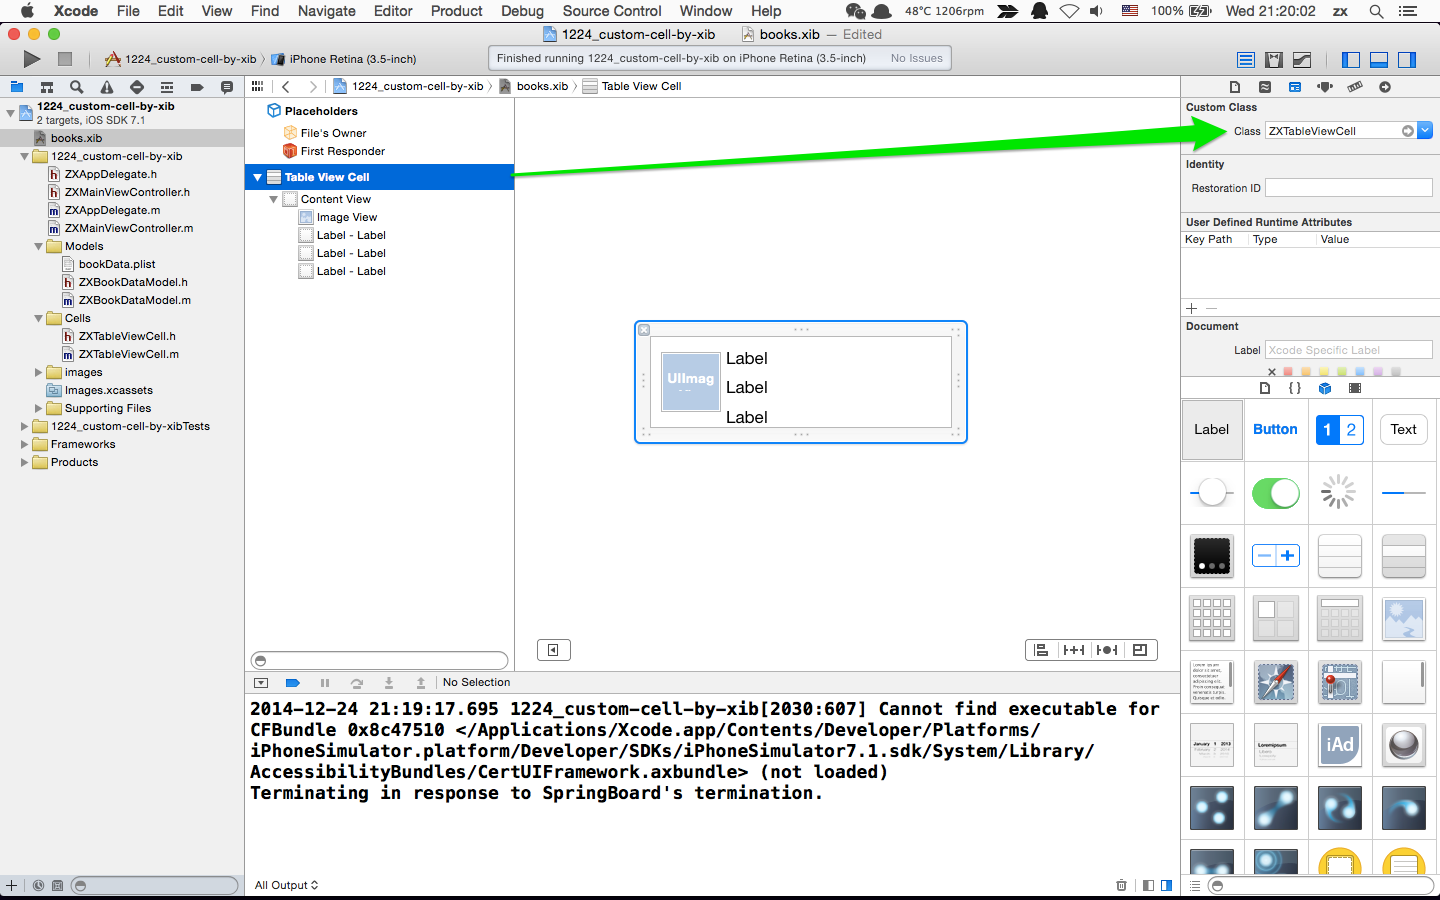 Xcode File Edit View Find Navigate Editor Product Debug Source Control Window Help 48°C 1206rpm 100% Wed 21:20:02 zx
1224_custom-cell-by-xib books.xib — Edited
1224_custom-cell-by-xib iPhone Retina (3.5-inch) Finished running 1224_custom-cell-by-xib on iPhone Retina (3.5-inch) No Issues
1224_custom-cell-by-xib books.xib Table View Cell
1224_custom-cell-by-xib
2 targets, iOS SDK 7.1
books.xib
1224_custom-cell-by-xib
ZXAppDelegate.h
ZXMainViewController.h
ZXAppDelegate.m
ZXMainViewController.m
Models
bookData.plist
ZXBookDataModel.h
ZXBookDataModel.m
Cells
ZXTableViewCell.h
ZXTableViewCell.m
images
Images.xcassets
Supporting Files
1224_custom-cell-by-xibTests
Frameworks
Products
Placeholders
File's Owner
First Responder
Table View Cell
Content View
Image View
Label - Label
Label - Label
Label - Label
UIImag
Label
Label
Label
Custom Class
Class ZXTableViewCell
Identity
Restoration ID
User Defined Runtime Attributes
Key Path Type Value
Document
Label Xcode Specific Label
Label Button 1 2 Text
iAd
No Selection
2014-12-24 21:19:17.695 1224_custom-cell-by-xib[2030:607] Cannot find executable for
CFBundle 0x8c47510 </Applications/Xcode.app/Contents/Developer/Platforms/
iPhoneSimulator.platform/Developer/SDKs/iPhoneSimulator7.1.sdk/System/Library/
AccessibilityBundles/CertUIFramework.axbundle> (not loaded)
Terminating in response to SpringBoard's termination.
All Output